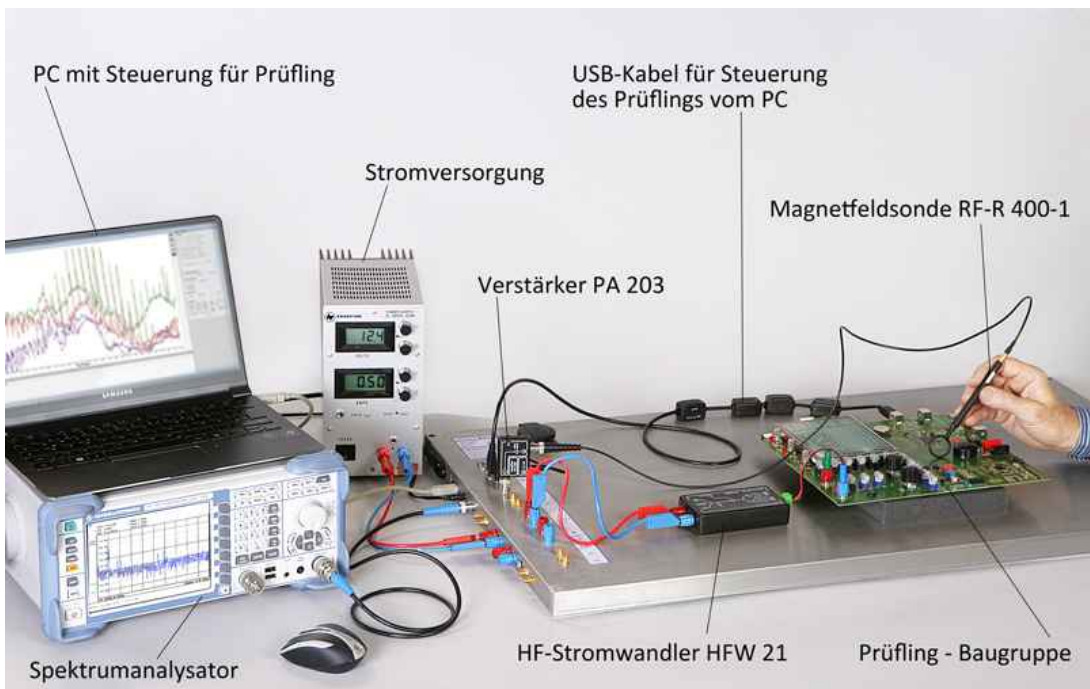 PC mit Steuerung für Prüfling
USB-Kabel für Steuerung
des Prüflings vom PC
Stromversorgung
Magnetfeldsonde RF-R 400-1
Verstärker PA 203
12.4
0.50
SAMSUNG
HF-Stromwandler HFW 21
Prüfling - Baugruppe
Spektrumanalysator